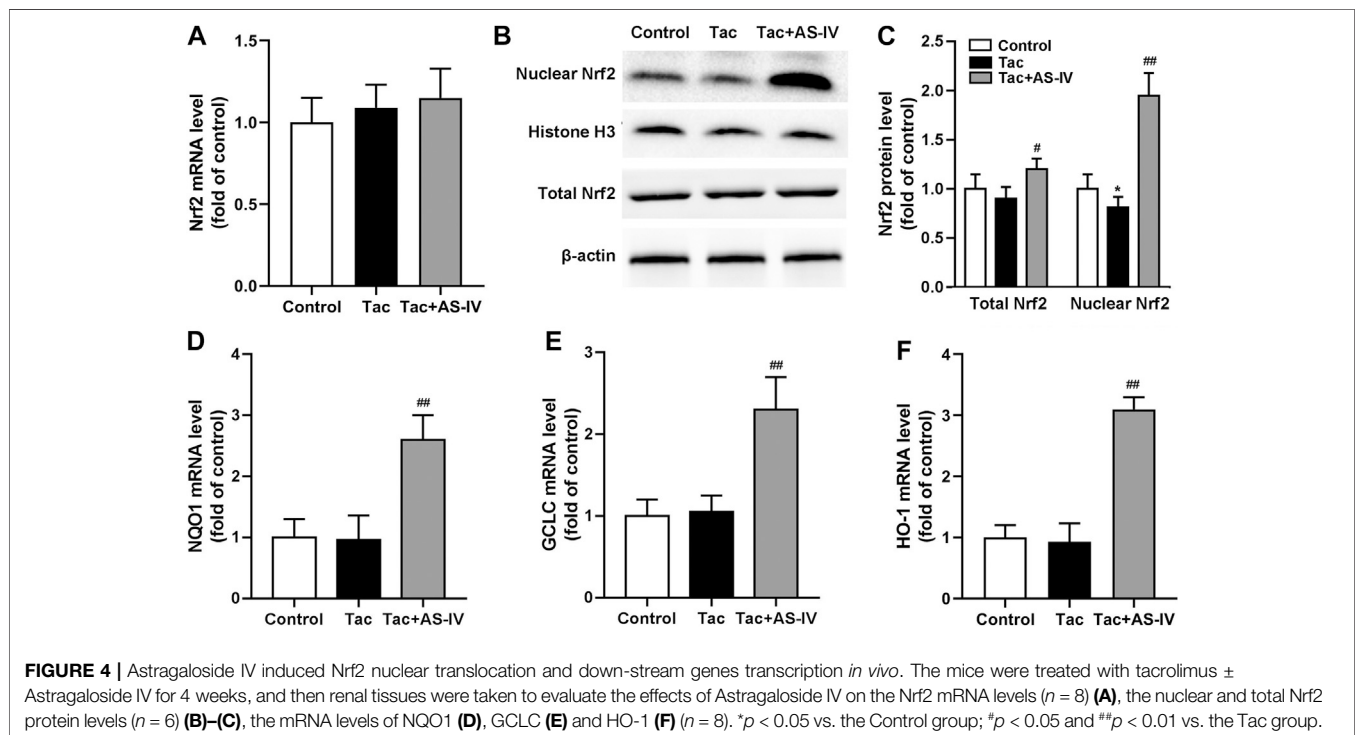 A
Nrf2 mRNA level
(fold of control)
1.5
1.0
0.5
0.0
Control Tac Tac+AS-IV
B
Control Tac Tac+AS-IV
Nuclear Nrf2
Histone H3
Total Nrf2
β-actin
C
Control
Tac
Tac+AS-IV
Nrf2 protein level
(fold of control)
2.5
2.0
1.5
1.0
0.5
0.0
#
*
##
Total Nrf2 Nuclear Nrf2
D
NQO1 mRNA level
(fold of control)
4
3
2
1
0
##
Control Tac Tac+AS-IV
E
GCLC mRNA level
(fold of control)
3
2
1
0
##
Control Tac Tac+AS-IV
F
HO-1 mRNA level
(fold of control)
4
3
2
1
0
##
Control Tac Tac+AS-IV
FIGURE 4 | Astragaloside IV induced Nrf2 nuclear translocation and down-stream genes transcription in vivo. The mice were treated with tacrolimus ±
Astragaloside IV for 4 weeks, and then renal tissues were taken to evaluate the effects of Astragaloside IV on the Nrf2 mRNA levels (n = 8) (A), the nuclear and total Nrf2
protein levels (n = 6) (B)–(C), the mRNA levels of NQO1 (D), GCLC (E) and HO-1 (F) (n = 8). *p < 0.05 vs. the Control group; #p < 0.05 and ##p < 0.01 vs. the Tac group.